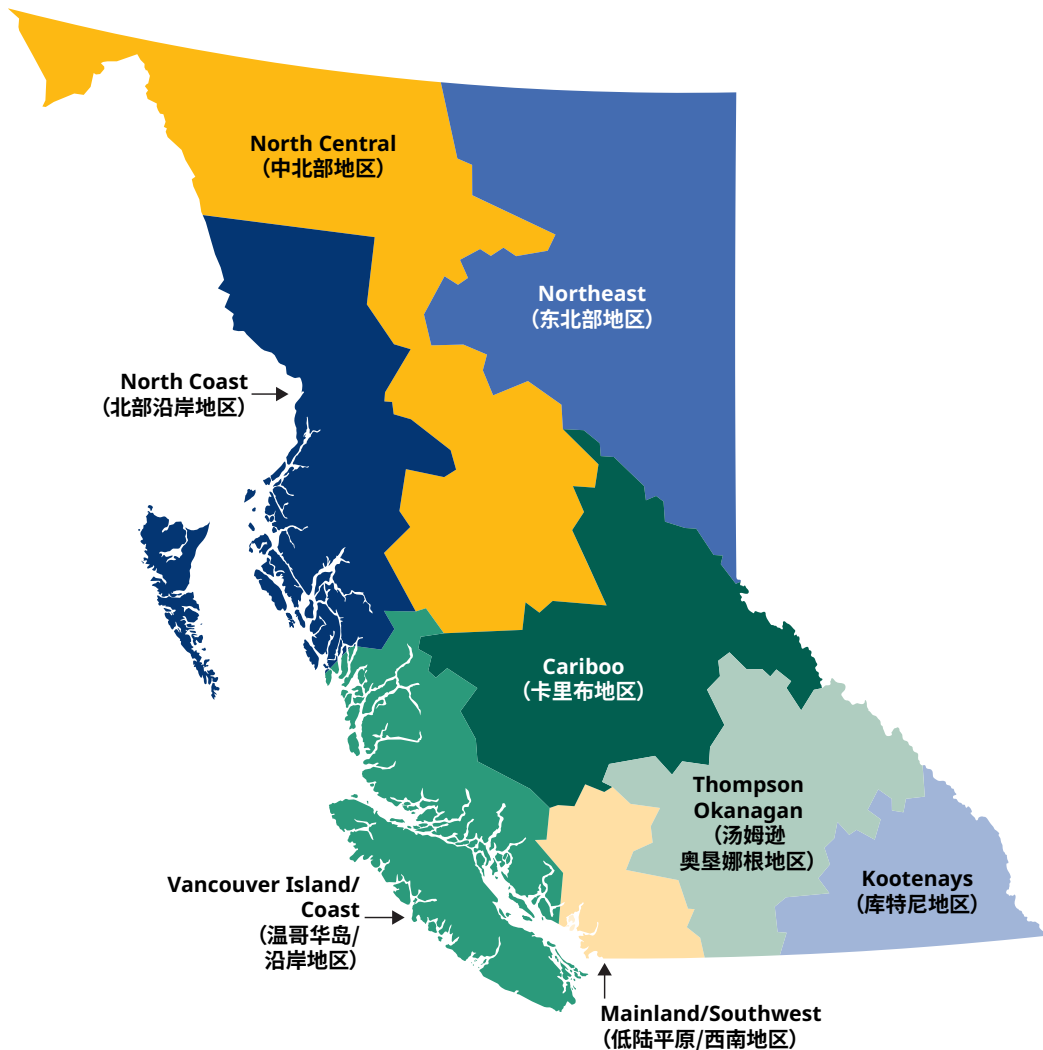 North Central
（中北部地区）
Northeast
（东北部地区）
North Coast
（北部沿岸地区）
Cariboo
（卡里布地区）
Thompson
Okanagan
（汤姆逊
奥垦娜根地区）
Kootenays
（库特尼地区）
Vancouver Island/
Coast
（温哥华岛/
沿岸地区）
Mainland/Southwest
（低陆平原/西南地区）